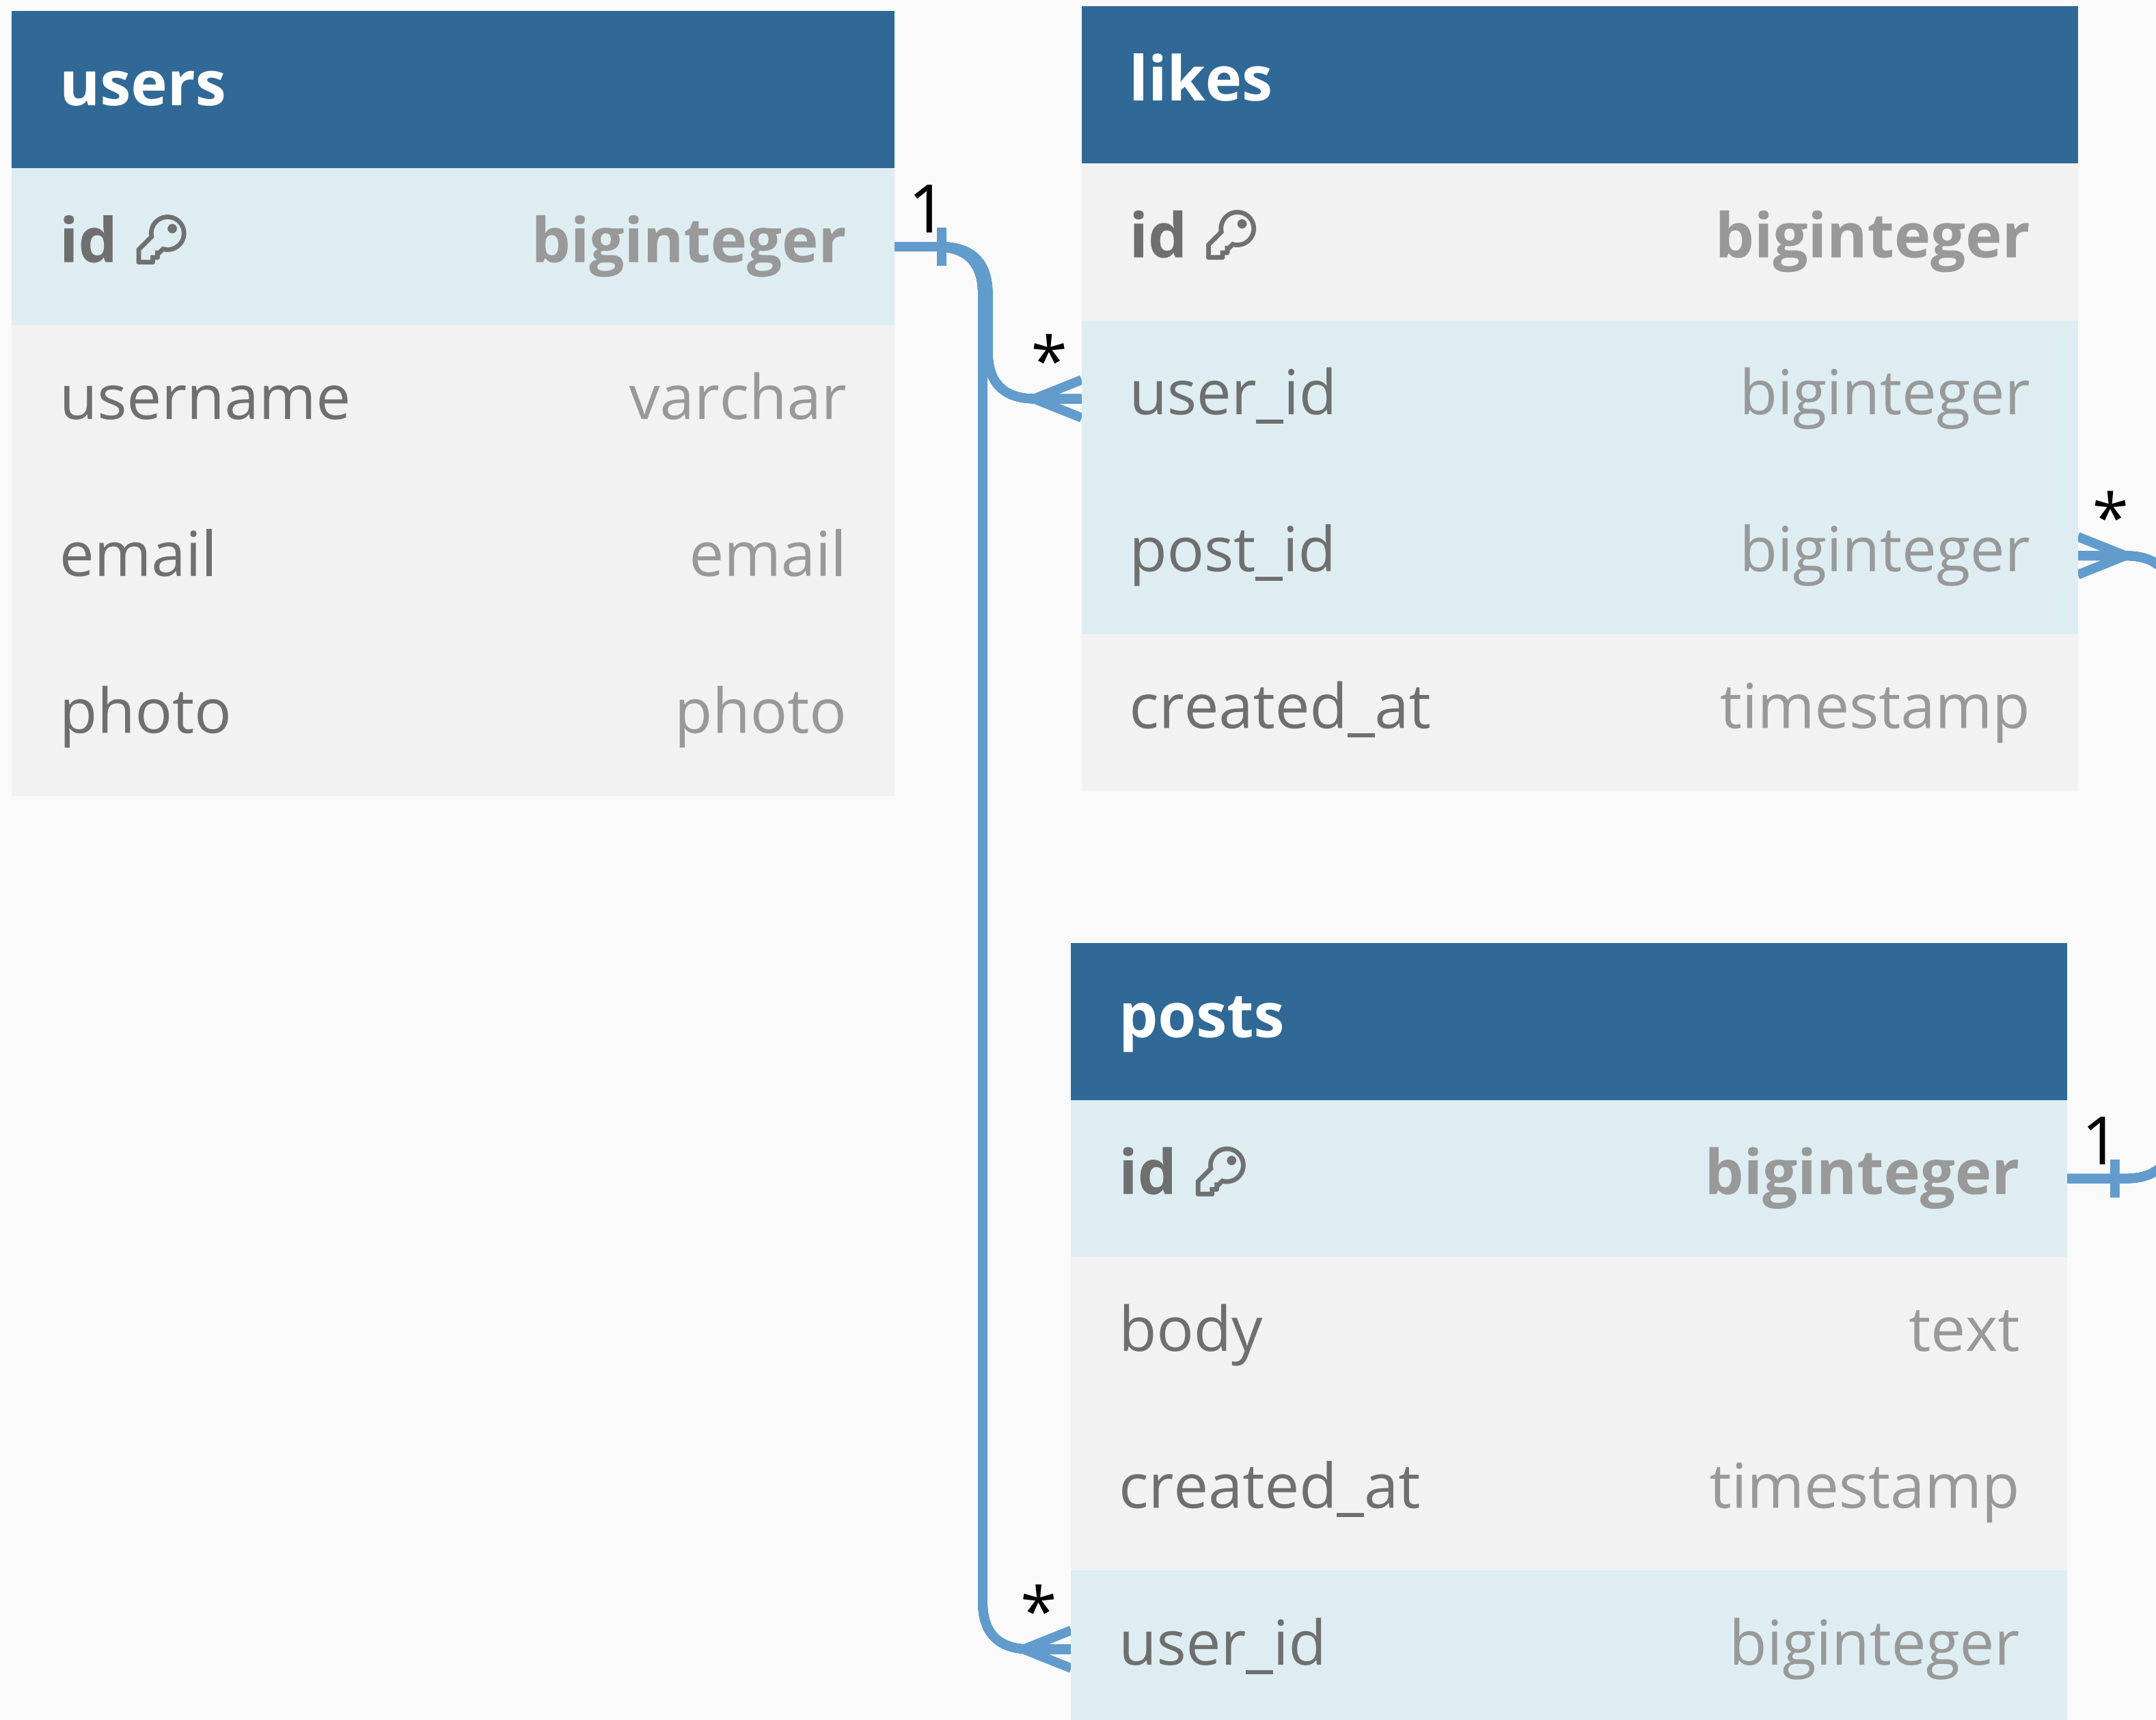 users
id biginteger
username varchar
email email
photo photo
1
*
likes
id biginteger
user_id biginteger
post_id biginteger
created_at timestamp
*
posts
id biginteger
body text
created_at timestamp
user_id biginteger
1
*